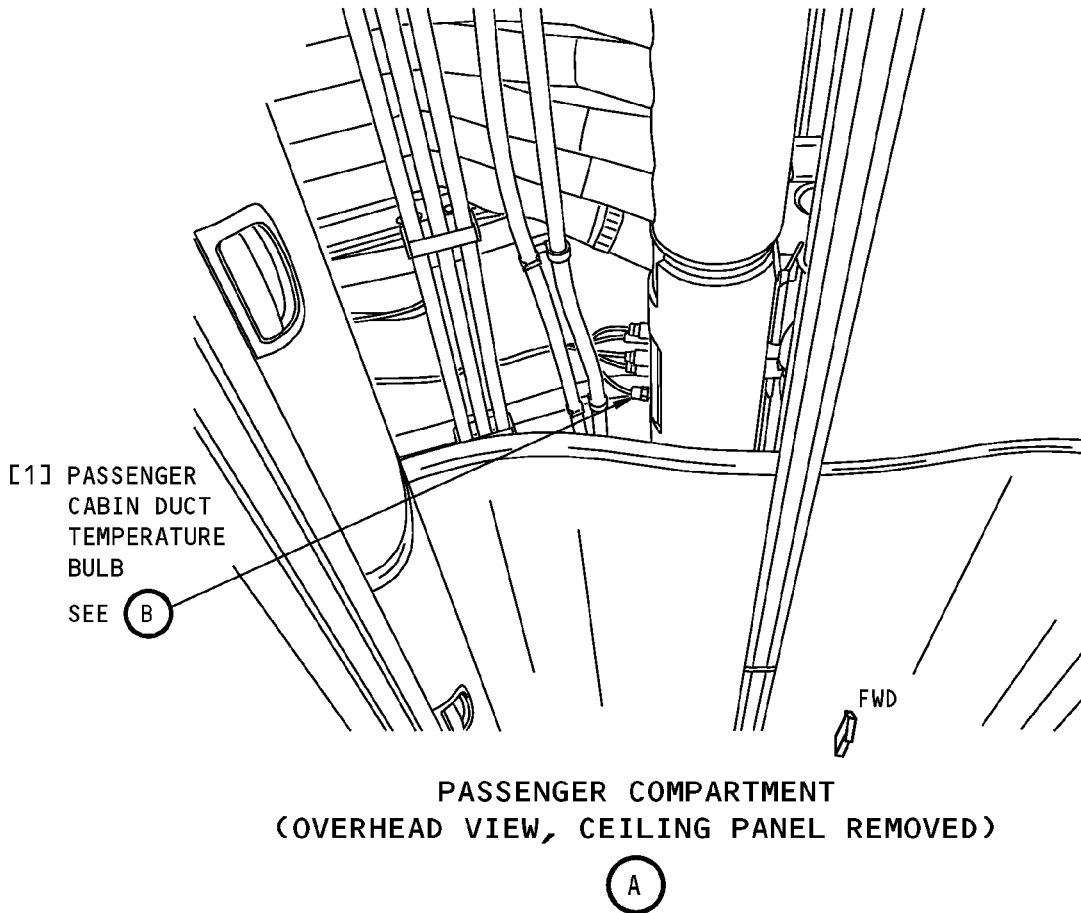 [1] PASSENGER
CABIN DUCT
TEMPERATURE
BULB
SEE B
FWD
PASSENGER COMPARTMENT
(OVERHEAD VIEW, CEILING PANEL REMOVED)
A